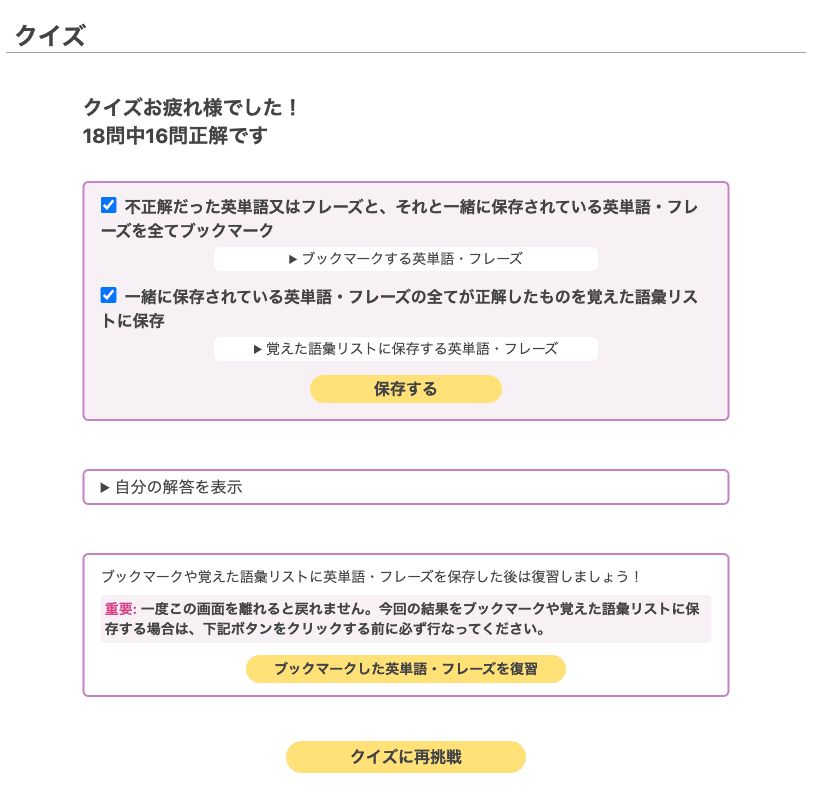 クイズ
クイズお疲れ様でした！
18問中16問正解です
不正解だった英単語又はフレーズと、それと一緒に保存されている英単語・フレ
ーズを全てブックマーク
▶ ブックマークする英単語・フレーズ
一緒に保存されている英単語・フレーズの全てが正解したものを覚えた語彙リス
トに保存
▶ 覚えた語彙リストに保存する英単語・フレーズ
保存する
▶ 自分の解答を表示
ブックマークや覚えた語彙リストに英単語・フレーズを保存した後は復習しましょう！
重要: 一度この画面を離れると戻れません。今回の結果をブックマークや覚えた語彙リストに保
存する場合は、下記ボタンをクリックする前に必ず行なってください。
ブックマークした英単語・フレーズを復習
クイズに再挑戦